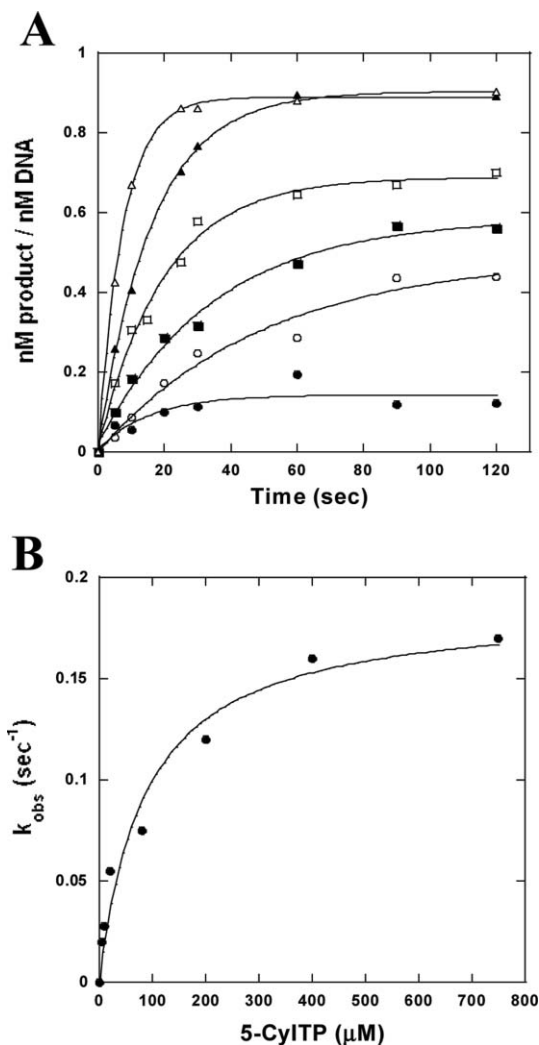 A
1
0.8
0.6
0.4
0.2
0
nM product / nM DNA
0 20 40 60 80 100 120
Time (sec)
B
0.2
0.15
0.1
0.05
0
kobs (sec-1)
0 100 200 300 400 500 600 700 800
5-CylTP (µM)